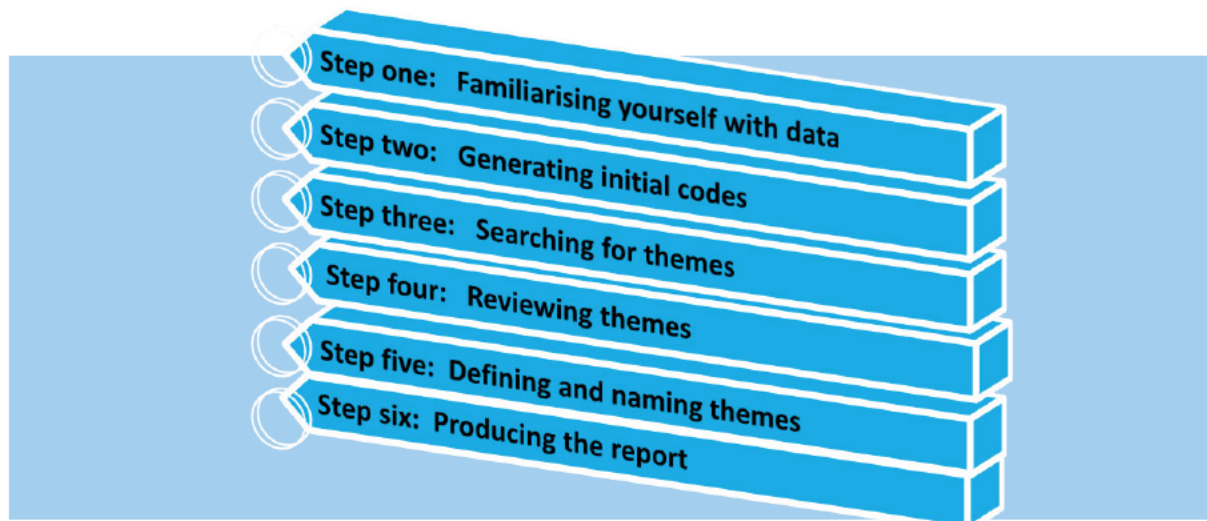 Step one: Familiarising yourself with data
Step two: Generating initial codes
Step three: Searching for themes
Step four: Reviewing themes
Step five: Defining and naming themes
Step six: Producing the report